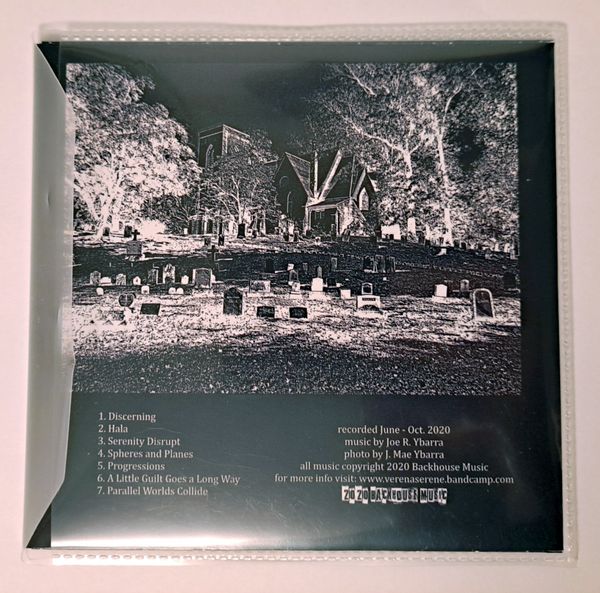 1. Discerning
2. Hala
3. Serenity Disrupt
4. Spheres and Planes
5. Progressions
6. A Little Guilt Goes a Long Way
7. Parallel Worlds Collide
recorded June - Oct. 2020
music by Joe R. Ybarra
photo by J. Mae Ybarra
all music copyright 2020 Backhouse Music
for more info visit: www.verenaserene.bandcamp.com
2020 BACKHOUSE MUSIC